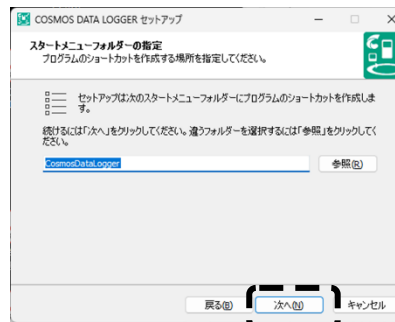 COSMOS DATA LOGGER セットアップ
スタートメニューフォルダーの指定
プログラムのショートカットを作成する場所を指定してください。
セットアップは次のスタートメニューフォルダーにプログラムのショートカットを作成しま
す。
続けるには「次へ」をクリックしてください。違うフォルダーを選択するには「参照」をクリックしてく
ださい。
CosmosDataLogger
参照(R)
戻る(B)
次へ(N)
キャンセル